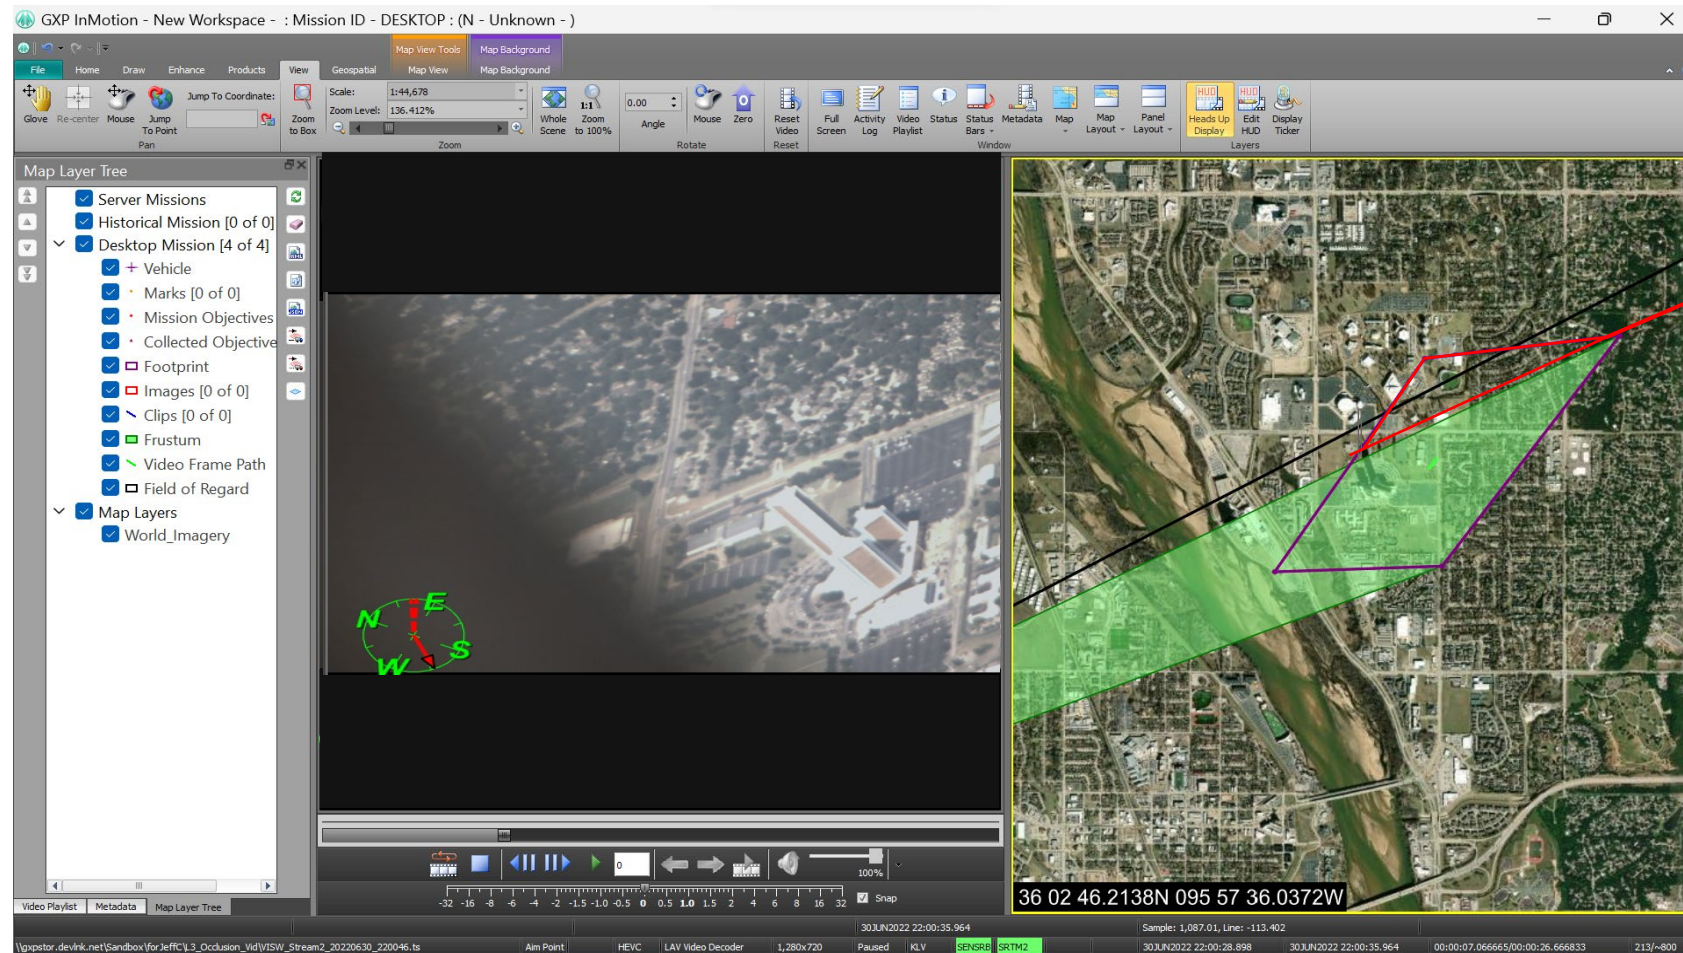 GXP InMotion - New Workspace - : Mission ID - DESKTOP : (N - Unknown - )
Map View Tools Map Background
File Home Draw Enhance Products View Geospatial Map View Map Background
Glove Re-center Mouse Jump To Point
Jump To Coordinate:
Pan
Zoom to Box
Scale: 1:44,678
Zoom Level: 136.412%
Whole Scene
1:1
Zoom to 100%
Zoom
0.00
Angle
Mouse Zero
Rotate
Reset Video
Reset
Full Screen Activity Log Video Playlist Status Status Bars Metadata Map Map Layout Panel Layout
Window
HUD HUD
Heads Up Display Edit HUD Display Ticker
Layers
Map Layer Tree
Server Missions
Historical Mission [0 of 0]
Desktop Mission [4 of 4]
Vehicle
Marks [0 of 0]
Mission Objectives
Collected Objective
Footprint
Images [0 of 0]
Clips [0 of 0]
Frustum
Video Frame Path
Field of Regard
Map Layers
World_Imagery
N E
W S
0
100%
-32 -16 -8 -6 -4 -2 -1.5 -1.0 -0.5 0 0.5 1.0 1.5 2 4 6 8 16 32 Snap
36 02 46.2138N 095 57 36.0372W
Video Playlist Metadata Map Layer Tree
30JUN2022 22:00:35.964 Sample: 1,087.01, Line: -113.402
\\gxpstor.devlnk.net\Sandbox\forJeffC\L3_Occlusion_Vid\VISW_Stream2_20220630_220046.ts Aim Point HEVC LAV Video Decoder 1,280x720 Paused KLV SENSRB SRTM2 30JUN2022 22:00:28.898 30JUN2022 22:00:35.964 00:00:07.066665/00:00:26.666833 213/~800